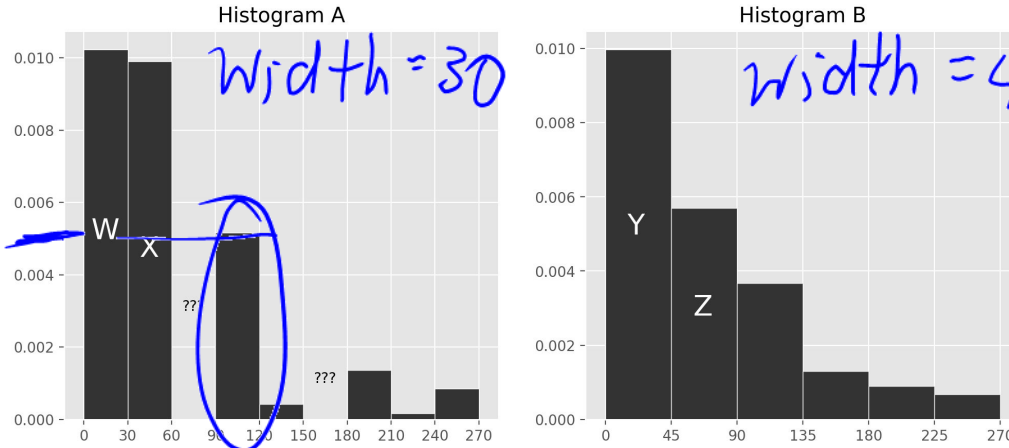 Histogram A
Width = 30
0.010
0.008
0.006
0.004
0.002
0.000
W
X
???
???
0 30 60 120 150 180 210 240 270
Histogram B
width = 4
0.010
0.008
0.006
0.004
0.002
0.000
Y
Z
0 45 90 135 180 225 270